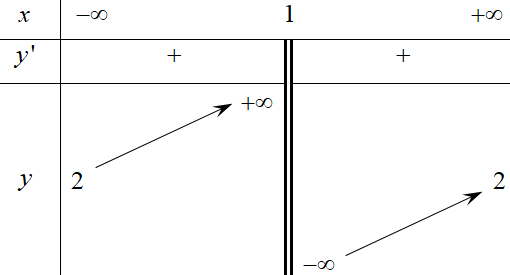 x −∞ 1 +∞
y' + +
+∞
y 2 2
−∞